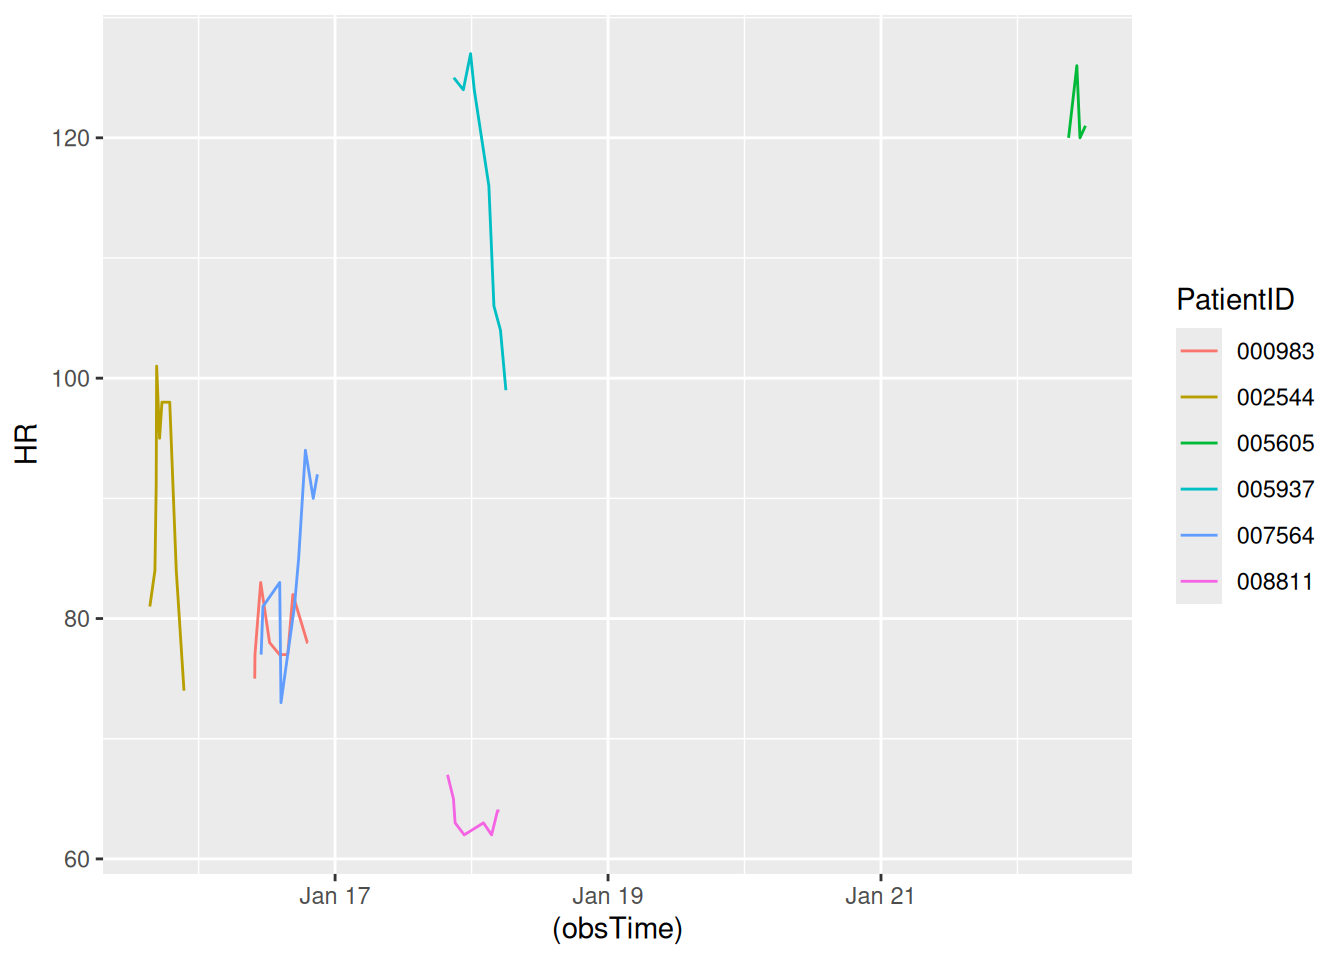 120
100
80
60
HR
Jan 17
Jan 19
Jan 21
(obsTime)
PatientID
000983
002544
005605
005937
007564
008811